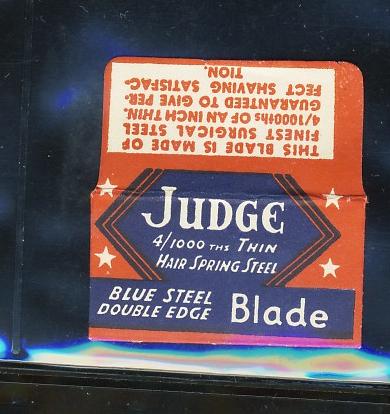 THIS BLADE IS MADE OF
FINEST SURGICAL STEEL
4/1000ths OF AN INCH THIN.
GUARANTEED TO GIVE PER-
FECT SHAVING SATISFAC-
TION.
JUDGE
4/1000 THS THIN
HAIR SPRING STEEL
BLUE STEEL
DOUBLE EDGE
Blade